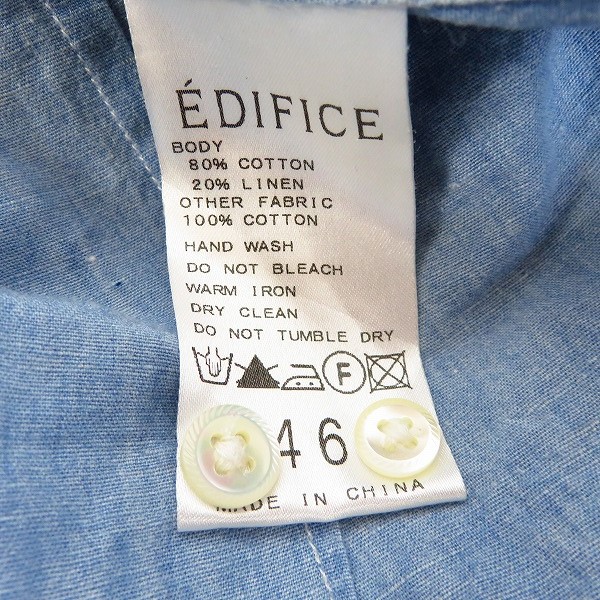 ÉDIFICE
BODY
80% COTTON
20% LINEN
OTHER FABRIC
100% COTTON
HAND WASH
DO NOT BLEACH
WARM IRON
DRY CLEAN
DO NOT TUMBLE DRY
F
46
MADE IN CHINA